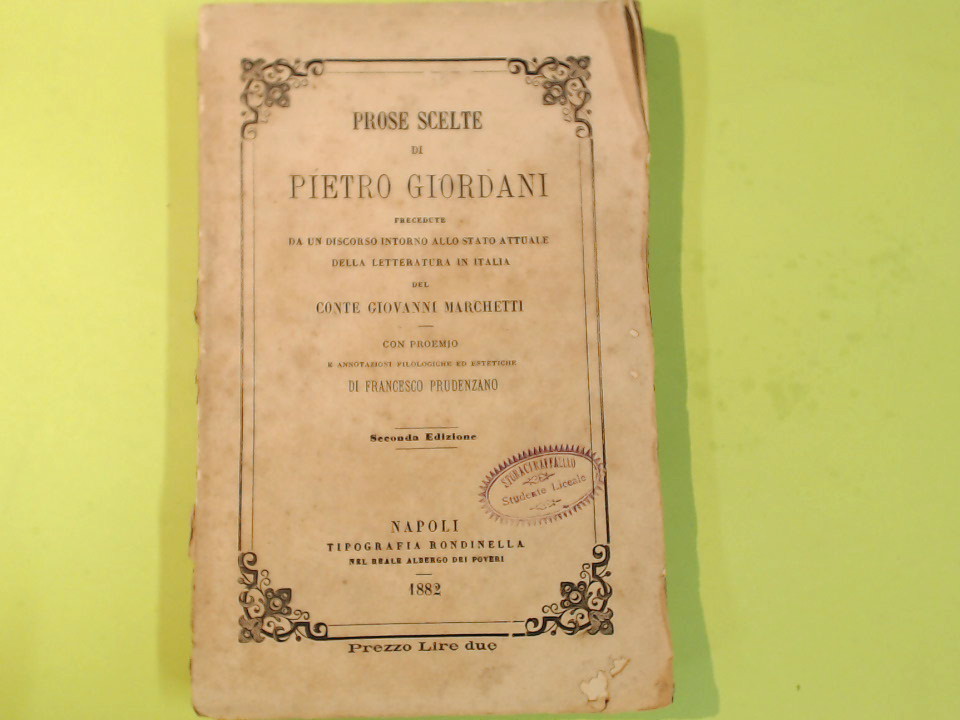 PROSE SCELTE
DI
PIETRO GIORDANI
PRECEDUTE
DA UN DISCORSO INTORNO ALLO STATO ATTUALE
DELLA LETTERATURA IN ITALIA
DEL
CONTE GIOVANNI MARCHETTI
CON PROEMIO
E ANNOTAZIONI FILOLOGICHE ED ESTETICHE
DI FRANCESCO PRUDENZANO
Seconda Edizione
Studente Liceale
NAPOLI
TIPOGRAFIA RONDINELLA
NEL REALE ALBERGO DEI POVERI
1882
Prezzo Lire due